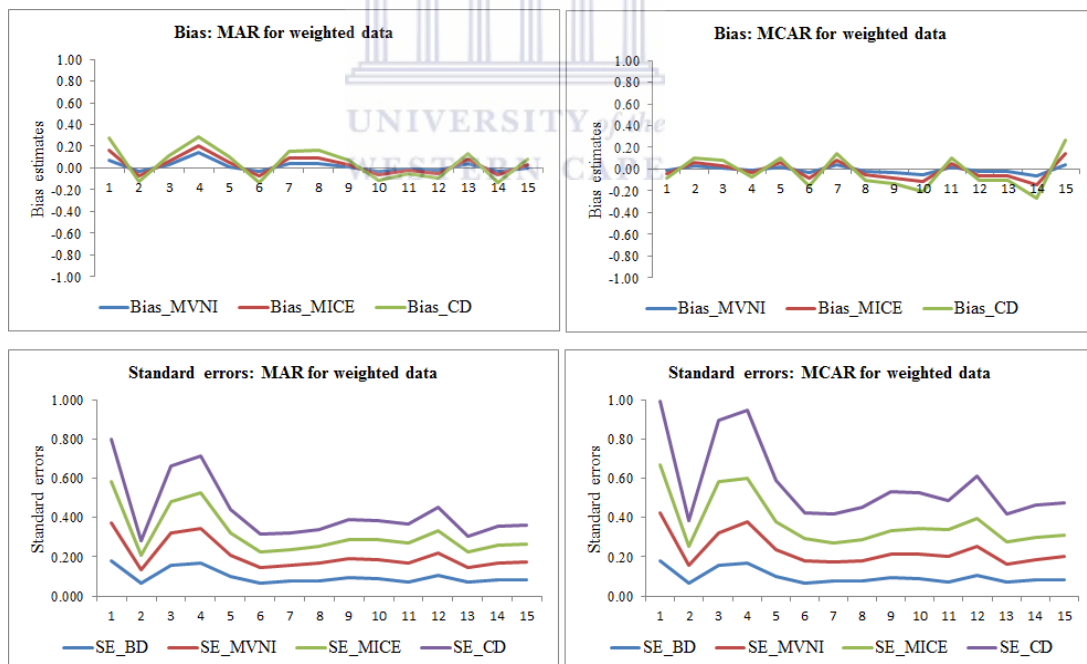 Bias: MAR for weighted data
1.00
0.80
0.60
0.40
0.20
0.00
-0.20
-0.40
-0.60
-0.80
-1.00
Bias estimates
1 2 3 4 5 6 7 8 9 10 11 12 13 14 15
Bias_MVNI Bias_MICE Bias_CD
Bias: MCAR for weighted data
1.00
0.80
0.60
0.40
0.20
0.00
-0.20
-0.40
-0.60
-0.80
-1.00
Bias estimates
1 2 3 4 5 6 7 8 9 10 11 12 13 14 15
Bias_MVNI Bias_MICE Bias_CD
UNIVERSITY of the
WESTERN CAPE
Standard errors: MAR for weighted data
1.000
0.800
0.600
0.400
0.200
0.000
Standard errors
1 2 3 4 5 6 7 8 9 10 11 12 13 14 15
SE_BD SE_MVNI SE_MICE SE_CD
Standard errors: MCAR for weighted data
1.00
0.80
0.60
0.40
0.20
0.00
Standard errors
1 2 3 4 5 6 7 8 9 10 11 12 13 14 15
SE_BD SE_MVNI SE_MICE SE_CD